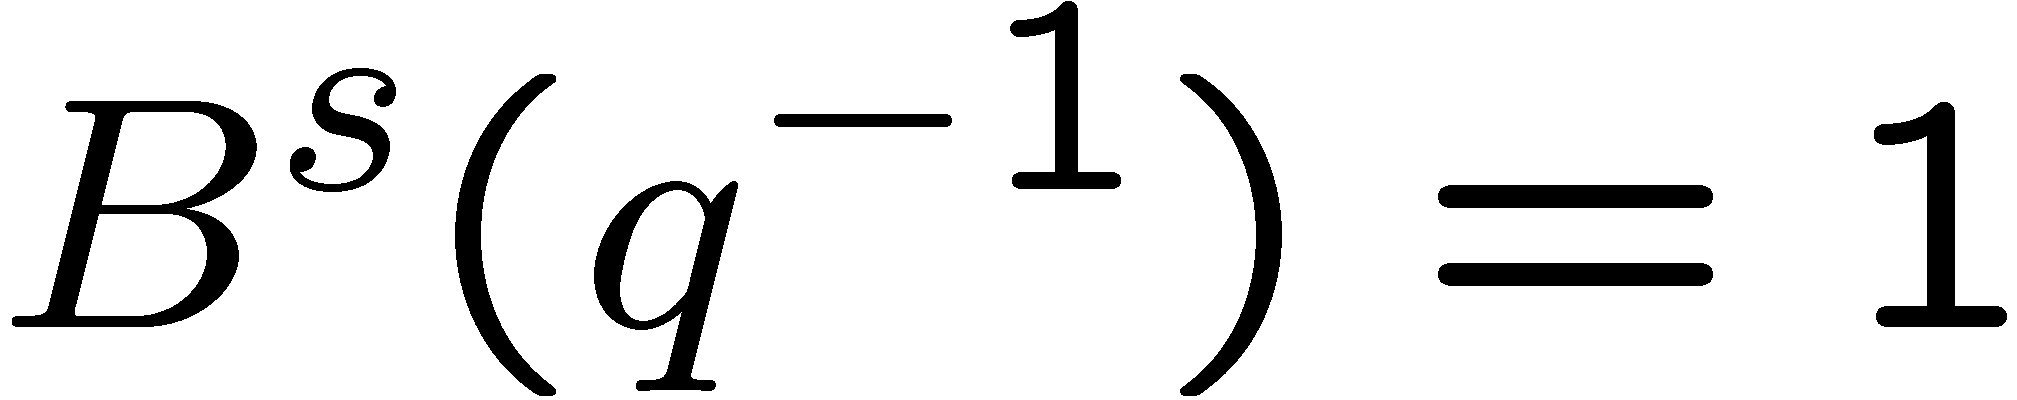 B^s(q^{-1}) = 1